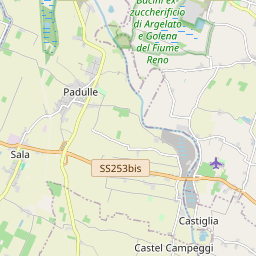 Bacini ex-
zuccherificio
di Argelato
e Golena
del Fiume
Reno
Padulle
Sala
SS253bis
Castiglia
Castel Campeggi